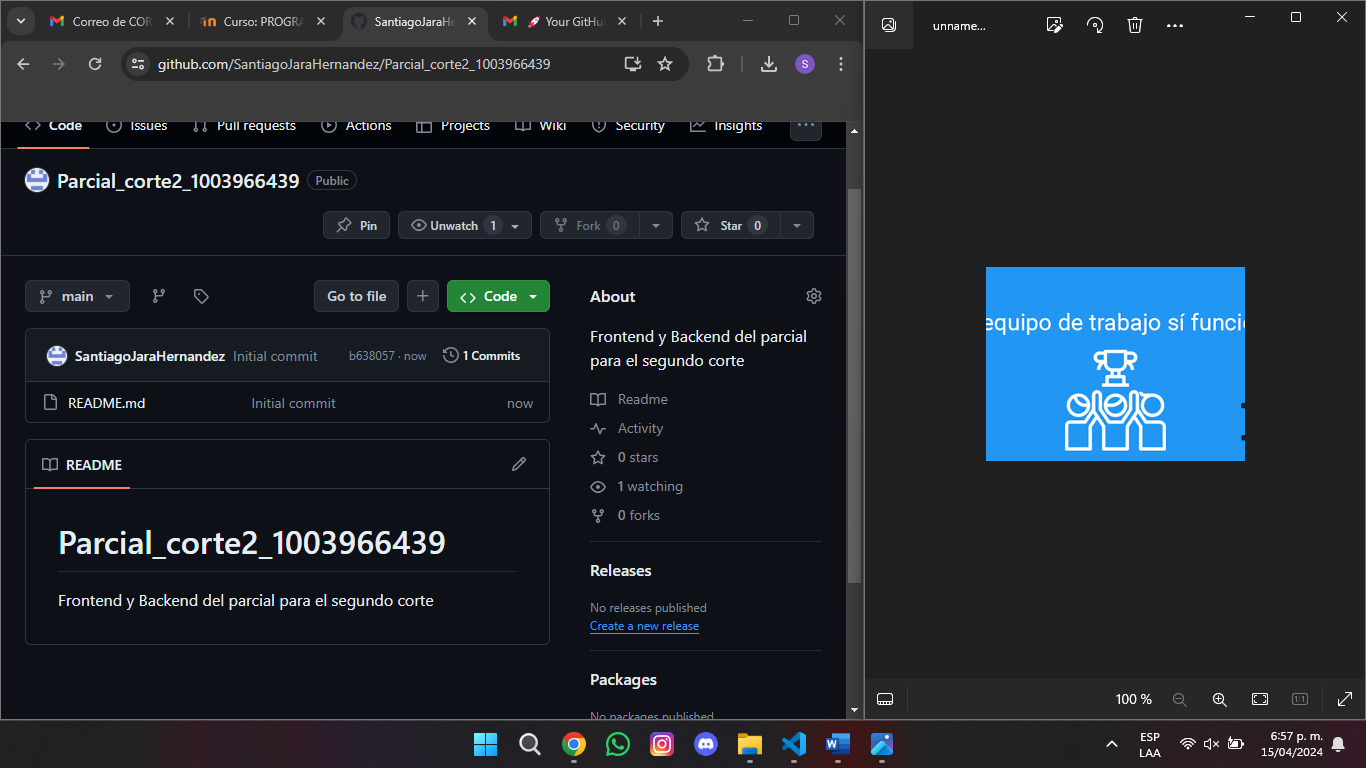 Correo de COR
Curso: PROGRA
SantiagoJaraHe
🚀 Your GitHu
github.com/SantiagoJaraHernandez/Parcial_corte2_1003966439
S
Code
Issues
Pull requests
Actions
Projects
Wiki
Security
Insights
Parcial_corte2_1003966439 Public
Pin
Unwatch 1
Fork 0
Star 0
main
Go to file
Code
SantiagoJaraHernandez Initial commit b638057 · now 1 Commits
README.md Initial commit now
README
Parcial_corte2_1003966439
Frontend y Backend del parcial para el segundo corte
About
Frontend y Backend del parcial
para el segundo corte
Readme
Activity
0 stars
1 watching
0 forks
Releases
No releases published
Create a new release
Packages
No packages published
unname...
equipo de trabajo sí funci
100 %
1:1
ESP
LAA
6:57 p. m.
15/04/2024